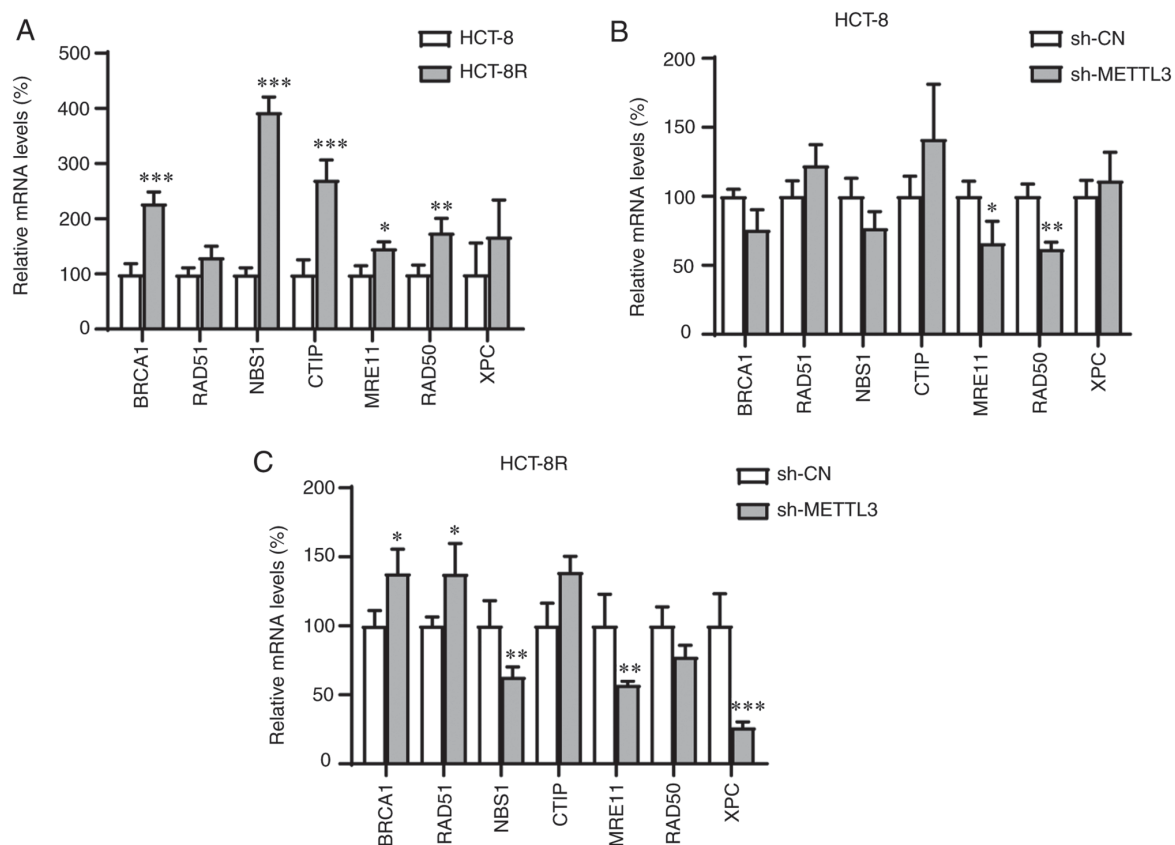 A
HCT-8
HCT-8R
Relative mRNA levels (%)
500
400
300
200
100
0
***
***
***
*
**
BRCA1
RAD51
NBS1
CTIP
MRE11
RAD50
XPC
B
HCT-8
sh-CN
sh-METTL3
Relative mRNA levels (%)
200
150
100
50
0
*
**
BRCA1
RAD51
NBS1
CTIP
MRE11
RAD50
XPC
C
HCT-8R
sh-CN
sh-METTL3
Relative mRNA levels (%)
200
150
100
50
0
*
*
**
**
***
BRCA1
RAD51
NBS1
CTIP
MRE11
RAD50
XPC